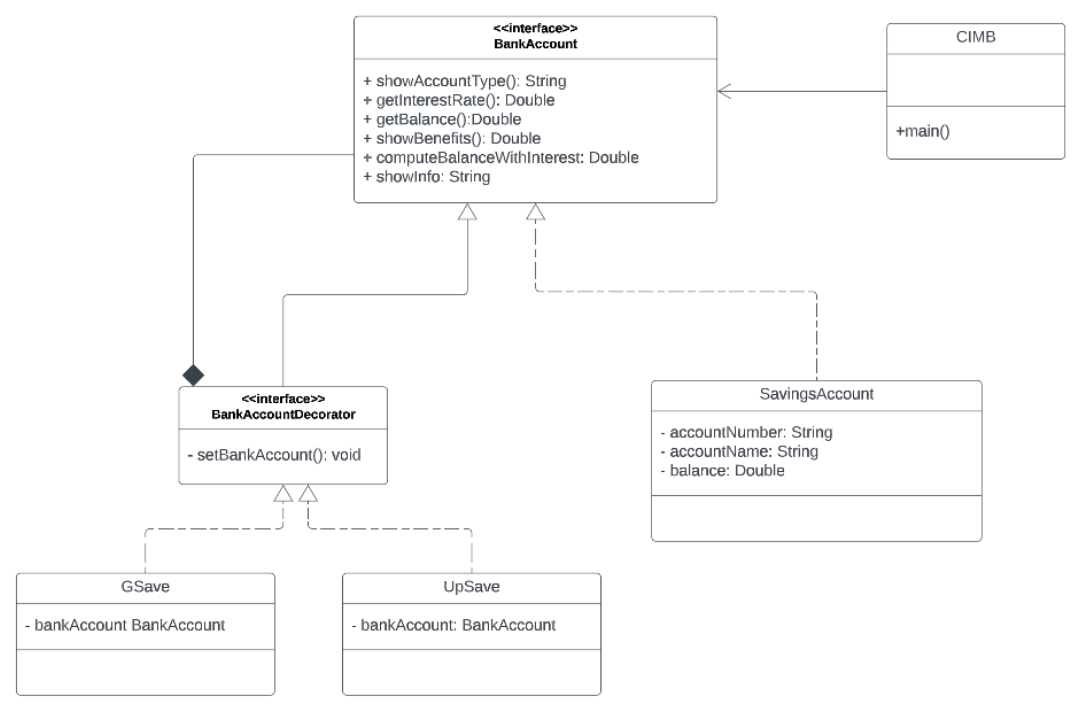 <<interface>>
BankAccount
+ showAccountType(): String
+ getInterestRate(): Double
+ getBalance():Double
+ showBenefits(): Double
+ computeBalanceWithInterest: Double
+ showInfo: String
CIMB
+main()
<<interface>>
BankAccountDecorator
- setBankAccount(): void
SavingsAccount
- accountNumber: String
- accountName: String
- balance: Double
GSave
- bankAccount BankAccount
UpSave
- bankAccount: BankAccount